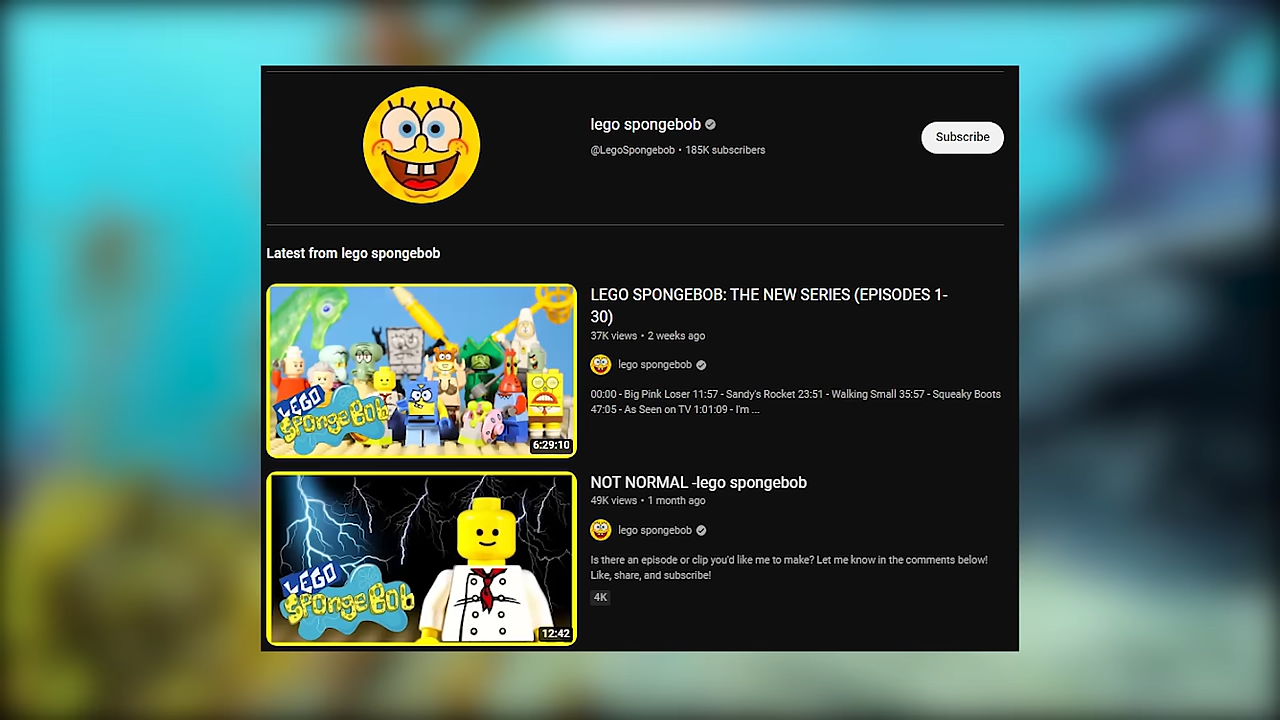 lego spongebob
@LegoSpongebob • 185K subscribers
Subscribe
Latest from lego spongebob
LEGO SPONGEBOB: THE NEW SERIES (EPISODES 1-
30)
37K views • 2 weeks ago
lego spongebob
00:00 - Big Pink Loser 11:57 - Sandy's Rocket 23:51 - Walking Small 35:57 - Squeaky Boots
47:05 - As Seen on TV 1:01:09 - I'm ...
LEGO
SPONGEBOB
6:29:10
NOT NORMAL -lego spongebob
49K views • 1 month ago
lego spongebob
Is there an episode or clip you'd like me to make? Let me know in the comments below!
Like, share, and subscribe!
4K
LEGO
SPONGEBOB
12:42